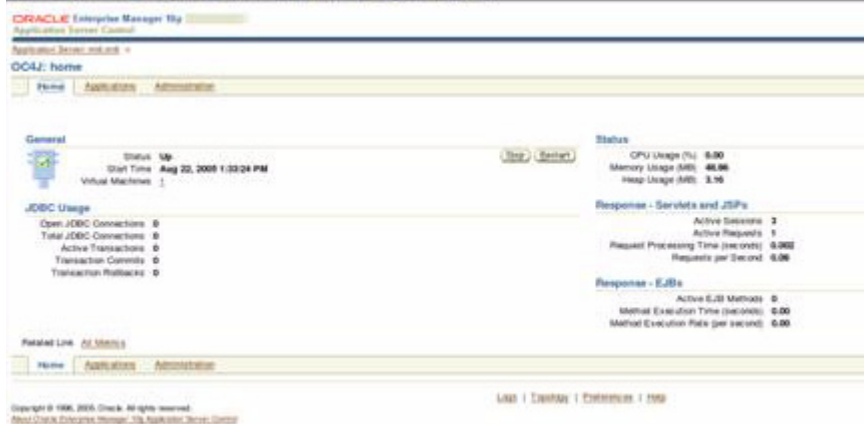 ORACLE Enterprise Manager 10g
Application Server Control
Application Server:
OC4J: home
Home Applications Administration
General
Status Up
Start Time Aug 22, 2005 1:33:24 PM
Virtual Machines 1
Stop Restart
JDBC Usage
Open JDBC Connections 0
Total JDBC Connections 0
Active Transactions 0
Transaction Commits 0
Transaction Rollbacks 0
Status
CPU Usage (%) 0.00
Memory Usage (MB)
Heap Usage (MB) 3.16
Response - Servlets and JSPs
Active Sessions 3
Active Requests 1
Request Processing Time (seconds) 0.002
Requests per Second 0.06
Response - EJBs
Active EJB Methods 0
Method Execution Time (seconds) 0.00
Method Execution Rate (per second) 0.00
Related Link All Metrics
Home Applications Administration
Logs | Topology | Preferences | Help
Copyright © 1996, 2005, Oracle. All rights reserved.
About Oracle Enterprise Manager 10g Application Server Control